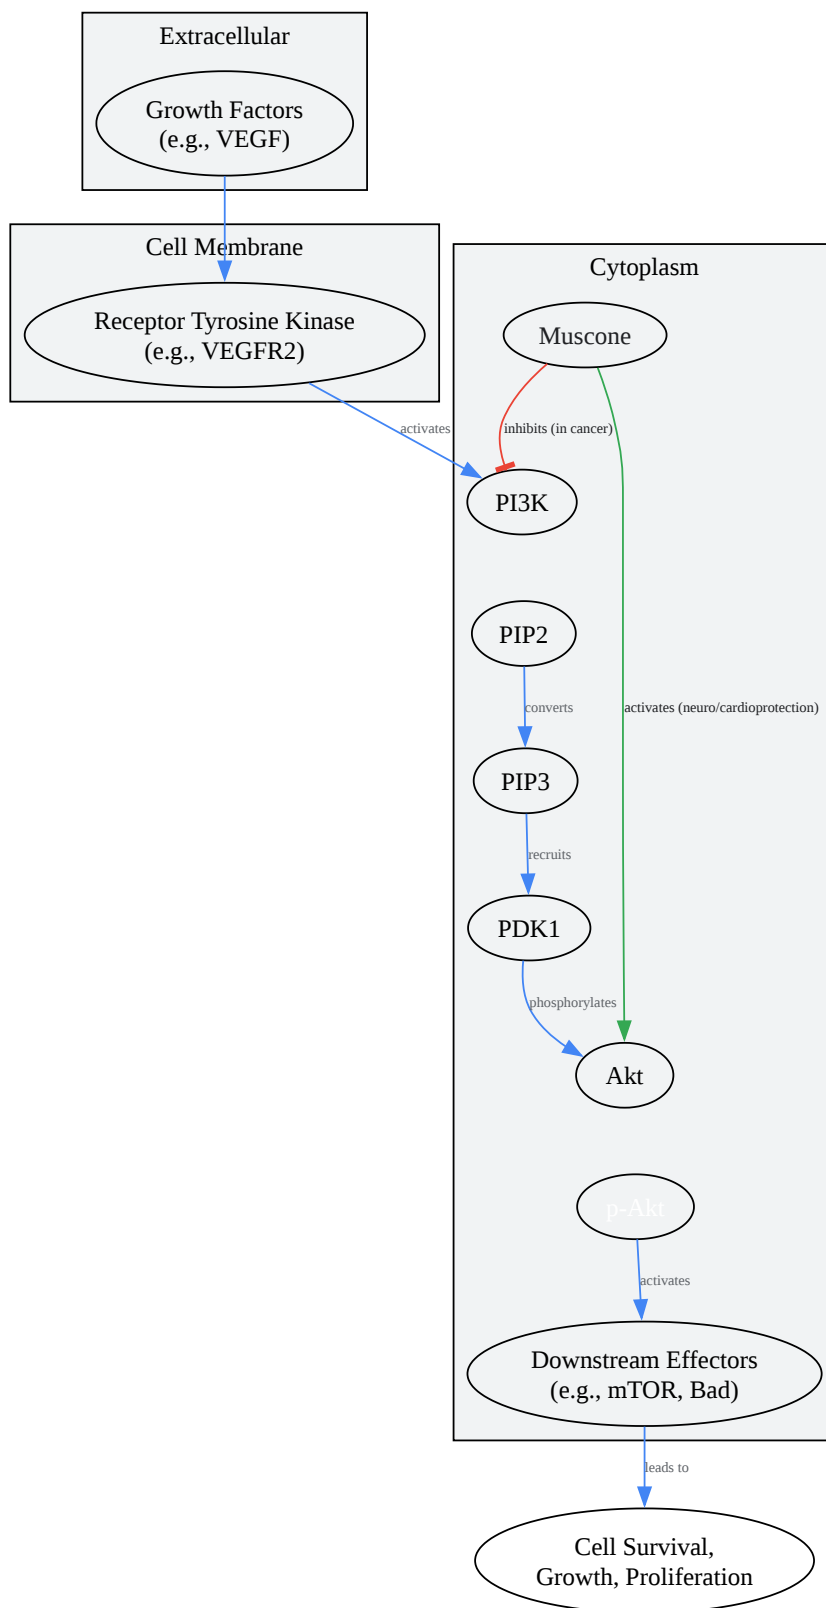 Extracellular
Growth Factors
(e.g., VEGF)
Cell Membrane
Receptor Tyrosine Kinase
(e.g., VEGFR2)
Cytoplasm
Muscone
activates
inhibits (in cancer)
PI3K
PIP2
converts
activates (neuro/cardioprotection)
PIP3
recruits
PDK1
phosphorylates
Akt
p-Akt
activates
Downstream Effectors
(e.g., mTOR, Bad)
leads to
Cell Survival,
Growth, Proliferation